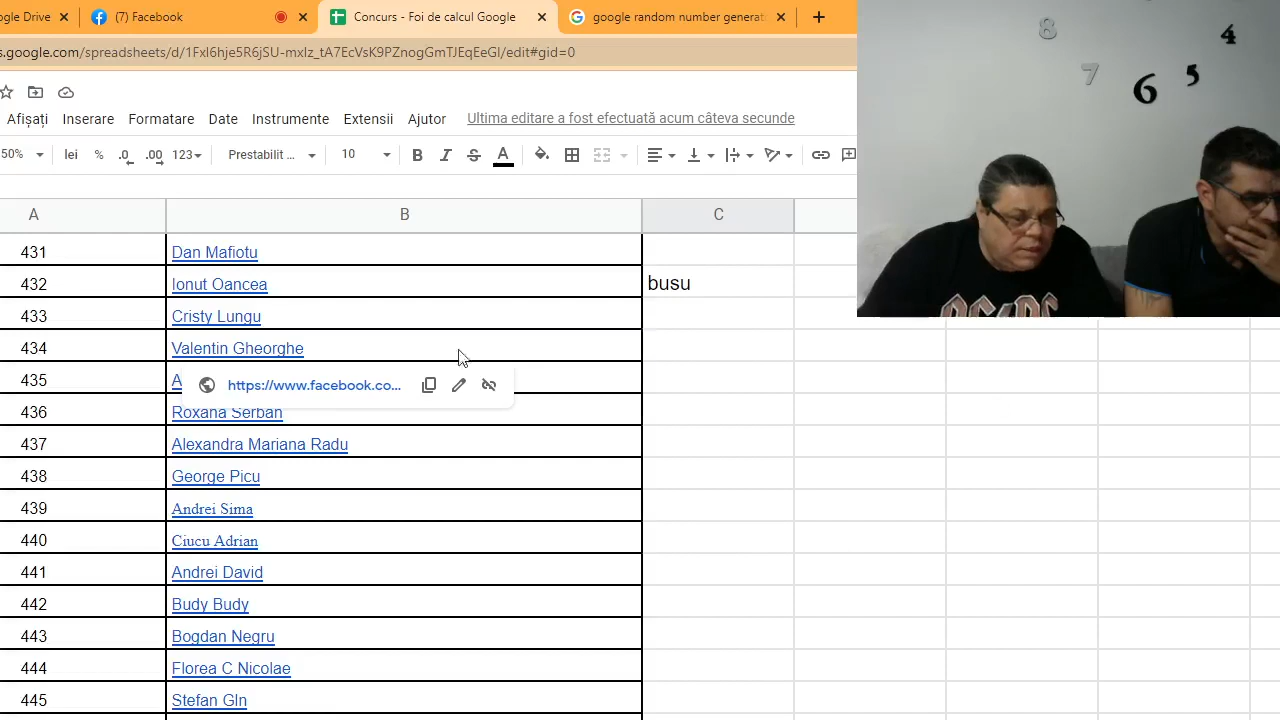 ogle Drive
(7) Facebook
Concurs - Foi de calcul Google
google random number generat
s.google.com/spreadsheets/d/1FxI6hje5R6jSU-mxIz_tA7EcVsK9PZnogGmTJEqEeGI/edit#gid=0
Afișați Inserare Formatare Date Instrumente Extensii Ajutor Ultima editare a fost efectuată acum câteva secunde
50% lei % .0 .00 123 Prestabilit ... 10 B I S A
A B C
431 Dan Mafiotu
432 Ionut Oancea busu
433 Cristy Lungu
434 Valentin Gheorghe
435 A https://www.facebook.co...
436 Roxana Serban
437 Alexandra Mariana Radu
438 George Picu
439 Andrei Sima
440 Ciucu Adrian
441 Andrei David
442 Budy Budy
443 Bogdan Negru
444 Florea C Nicolae
445 Stefan Gln
8 4
7 6 5